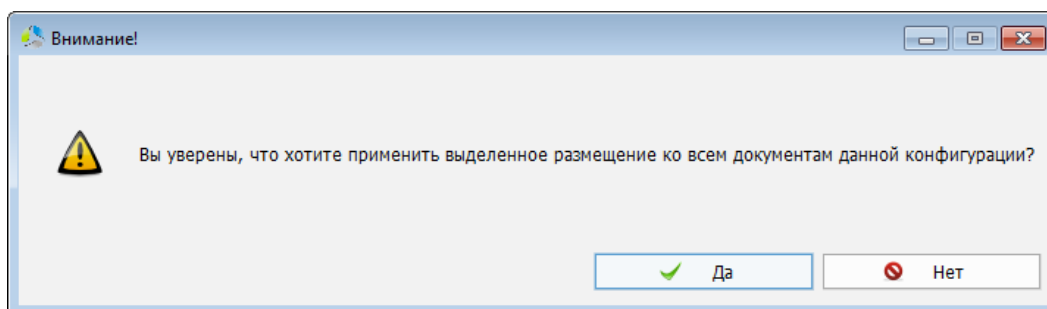 Внимание!
Вы уверены, что хотите применить выделенное размещение ко всем документам данной конфигурации?
Да
Нет